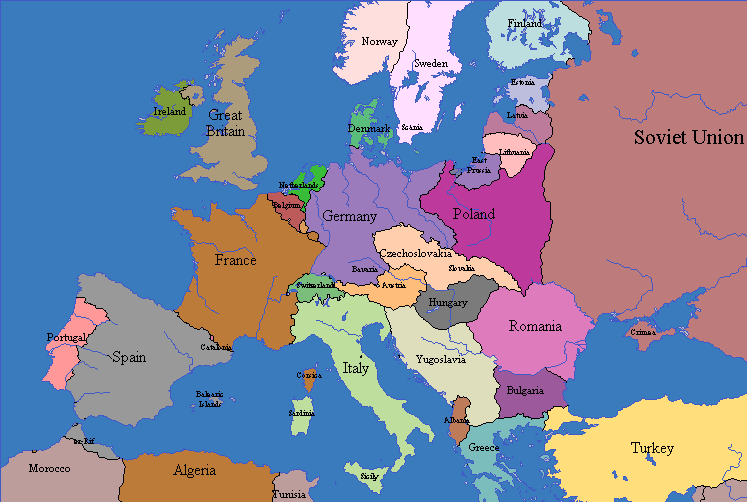 Finland
Norway
Sweden
Estonia
Ireland
Great
Britain
Latvia
Denmark
Scania
Soviet Union
Lithuania
East
Prussia
Netherlands
Belgium
Germany
Poland
France
Czechoslovakia
Bavaria
Slovakia
Switzerland
Austria
Hungary
Romania
Crimea
Portugal
Spain
Catalonia
Italy
Yugoslavia
Corsica
Bulgaria
Balearic
Islands
Sardinia
Albania
er-Rif
Greece
Turkey
Morocco
Algeria
Sicily
Tunisia